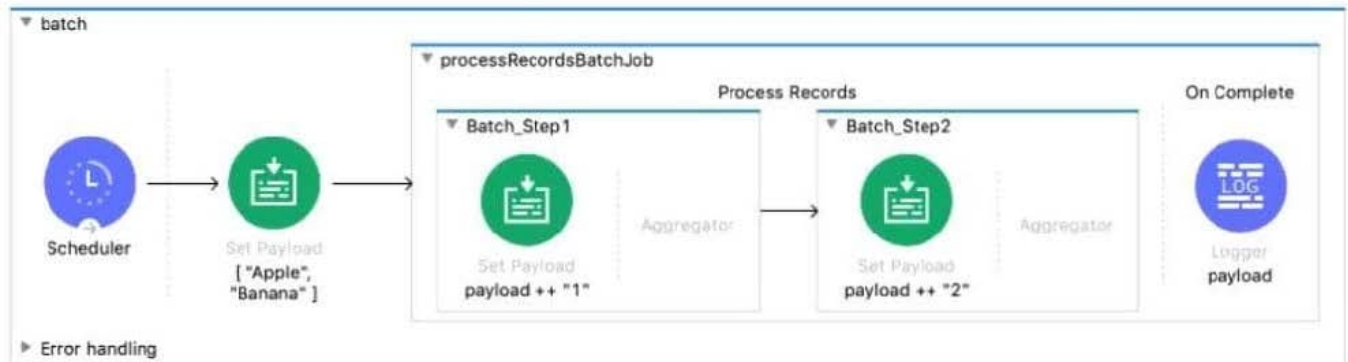 batch
processRecordsBatchJob
Process Records
On Complete
Batch_Step1
Batch_Step2
LOG
Aggregator
Aggregator
Scheduler
Set Payload
[ "Apple",
"Banana" ]
Set Payload
payload ++ "1"
Set Payload
payload ++ "2"
Logger
payload
Error handling